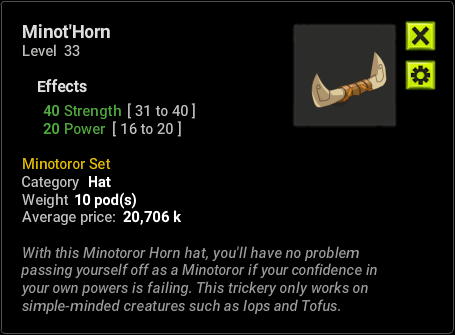 Minot'Horn
Level 33
Effects
40 Strength [ 31 to 40 ]
20 Power [ 16 to 20 ]
Minotoror Set
Category Hat
Weight 10 pod(s)
Average price: 20,706 k
With this Minotoror Horn hat, you'll have no problem
passing yourself off as a Minotoror if your confidence in
your own powers is failing. This trickery only works on
simple-minded creatures such as Iops and Tofus.